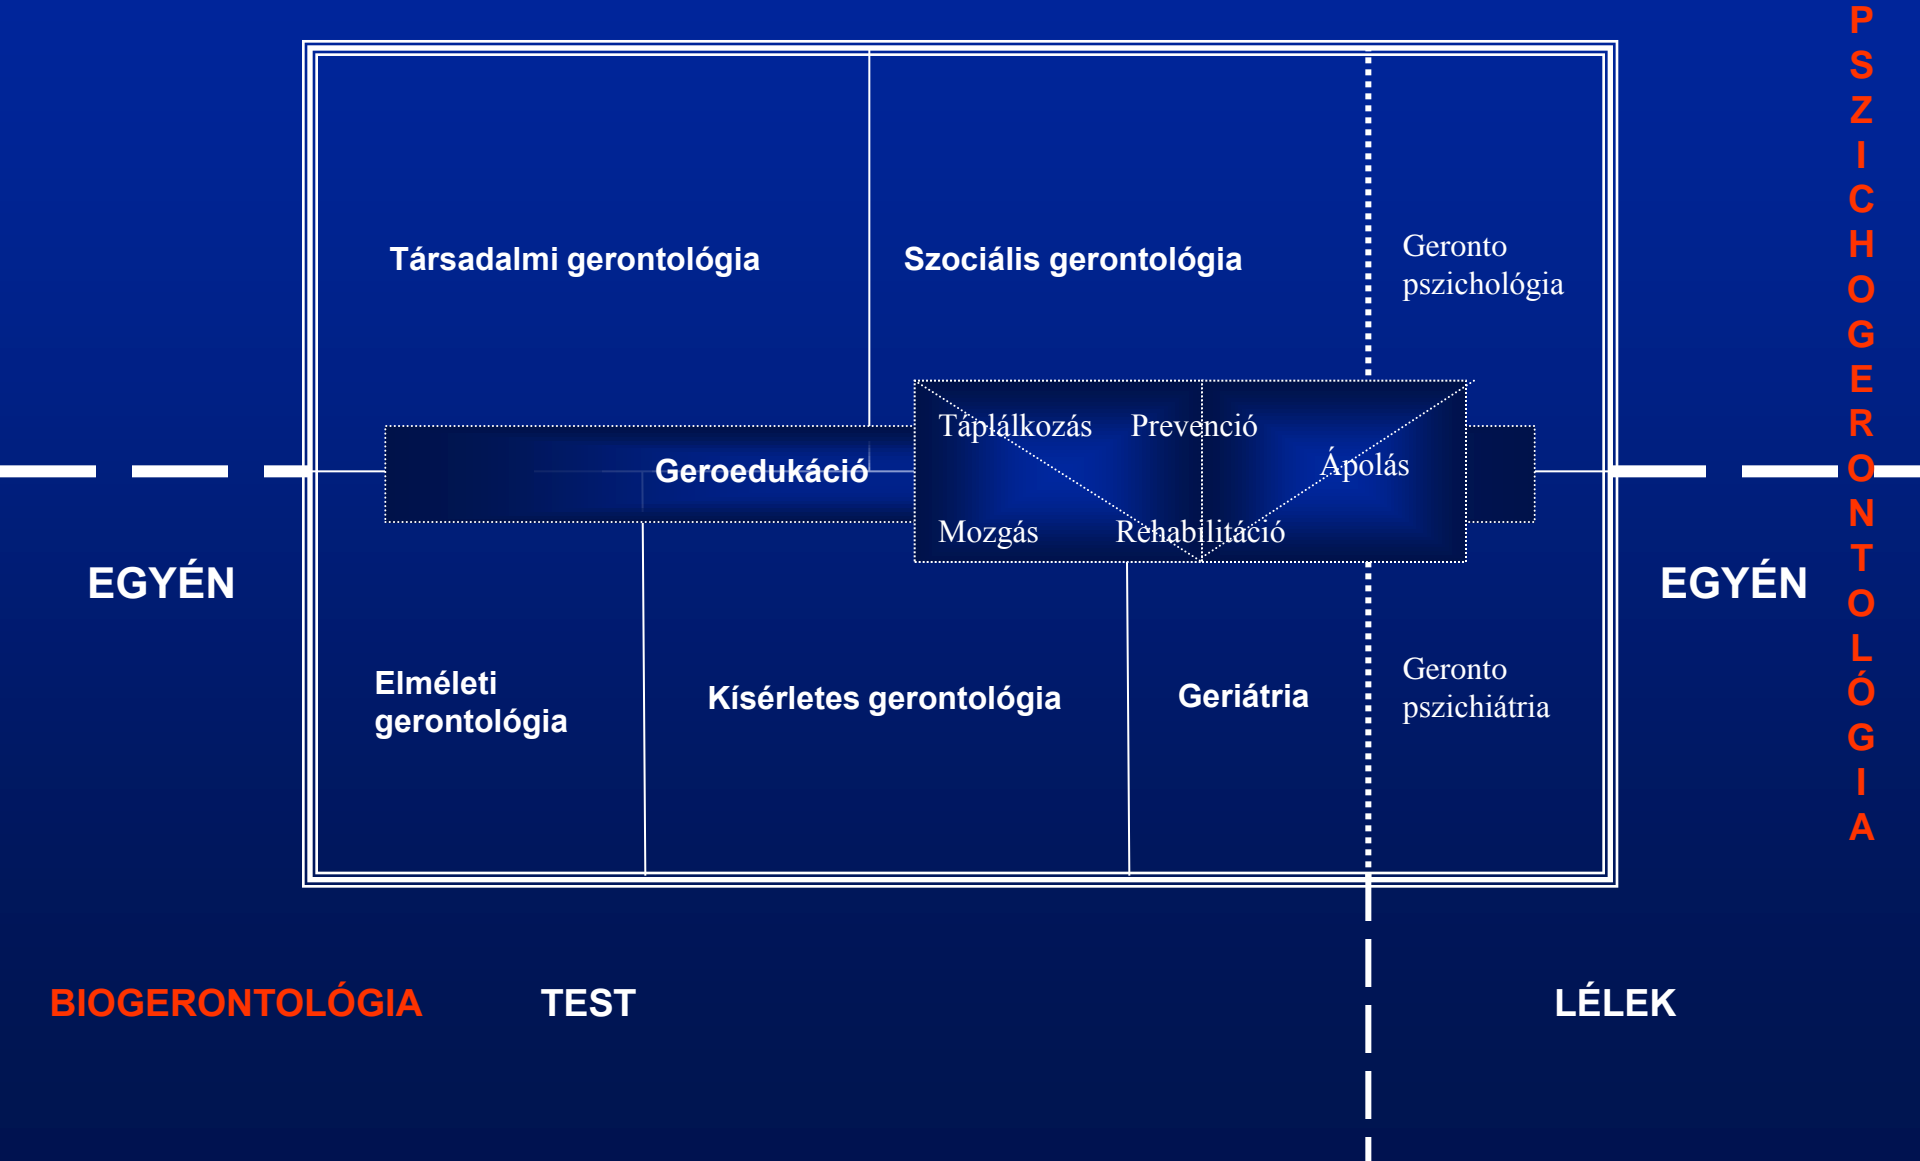 Társadalmi gerontológia
Szociális gerontológia
Geronto
pszichológia
Táplálkozás
Prevenció
Geroedukáció
Ápolás
Mozgás
Rehabilitáció
EGYÉN
EGYÉN
Elméleti
gerontológia
Kísérletes gerontológia
Geriátria
Geronto
pszichiátria
BIOGERONTOLÓGIA
TEST
LÉLEK
P
S
Z
I
C
H
O
G
E
R
O
N
T
O
L
Ó
G
I
A